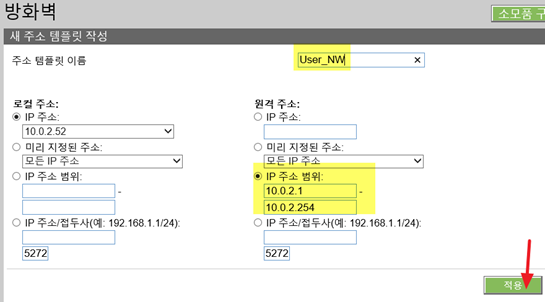 방화벽
소모품 구
새 주소 템플릿 작성
주소 템플릿 이름
User_NW
로컬 주소:
IP 주소:
10.0.2.52
미리 지정된 주소:
모든 IP 주소
IP 주소 범위:
-
IP 주소/접두사(예: 192.168.1.1/24):
5272
원격 주소:
IP 주소:
미리 지정된 주소:
모든 IP 주소
IP 주소 범위:
10.0.2.1 -
10.0.2.254
IP 주소/접두사(예: 192.168.1.1/24):
5272
적용